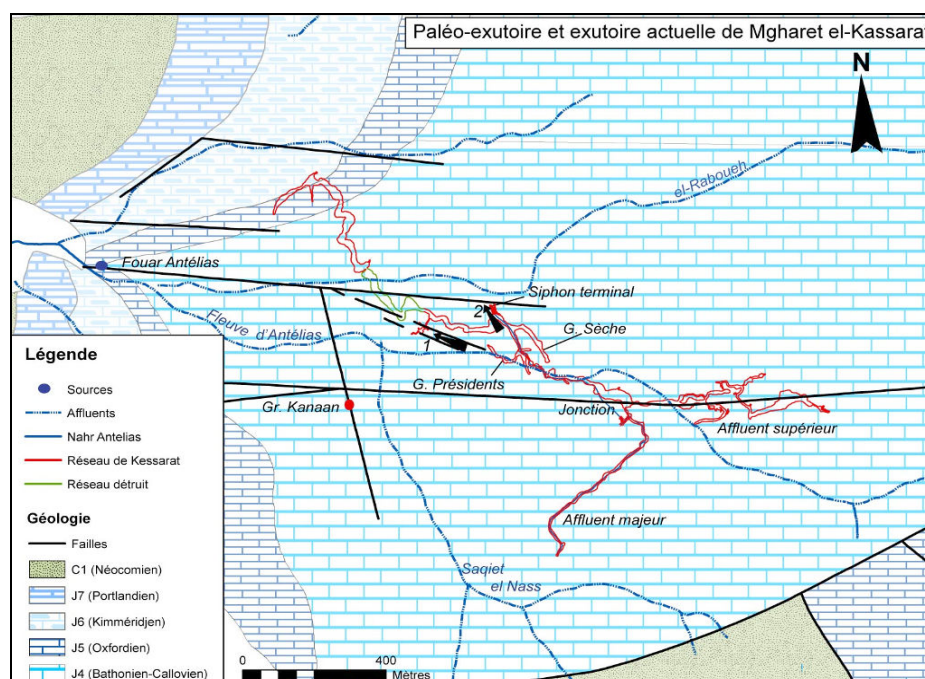 Paléo-exutoire et exutoire actuelle de Mgharet el-Kassarat
N
el-Raboueh
Fouar Antélias
Siphon terminal
2
G. Sèche
Fleuve d'Antélias
1
G. Présidents
Gr. Kanaan
Jonction
Affluent supérieur
Affluent majeur
Saqiet
el Nass
Légende
Sources
Affluents
Nahr Antelias
Réseau de Kessarat
Réseau détruit
Géologie
Failles
C1 (Néocomien)
J7 (Portlandien)
J6 (Kimméridjen)
J5 (Oxfordien)
J4 (Bathonien-Callovien)
0 400
Mètres